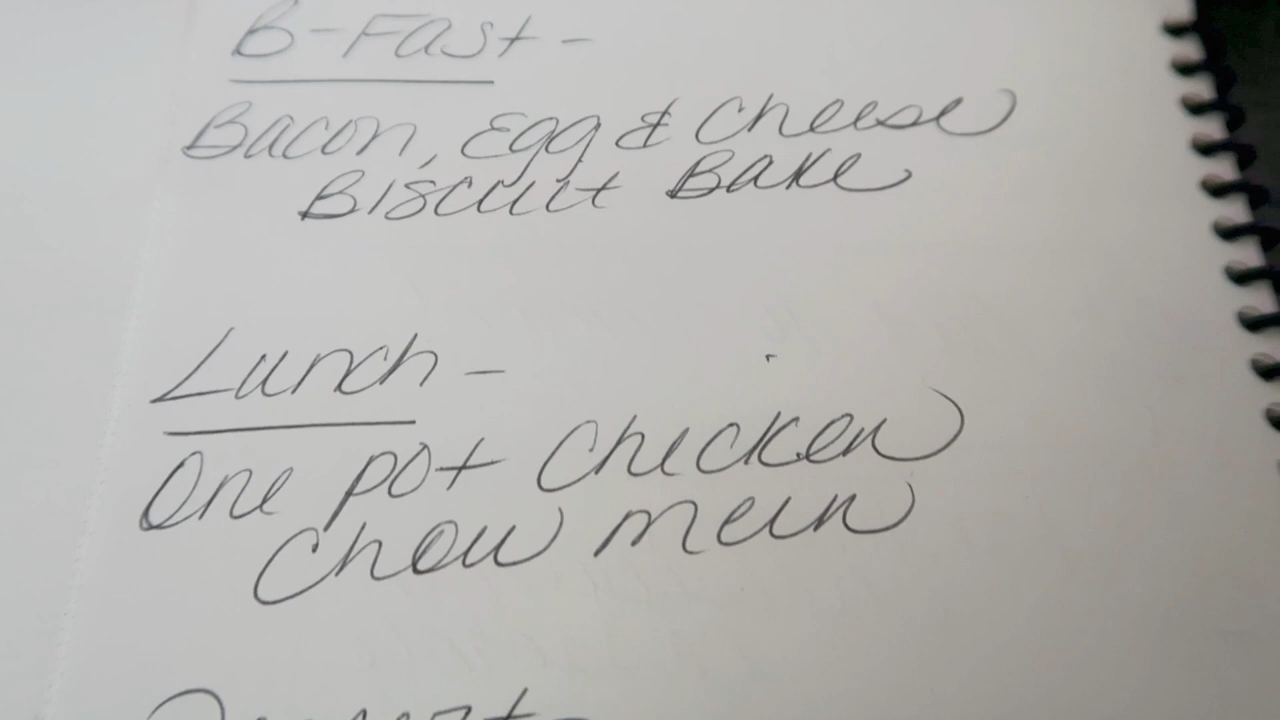 B-Fast -
Bacon, Egg & Cheese
Biscuit Bake
Lunch -
One pot Chicken
Chow mein